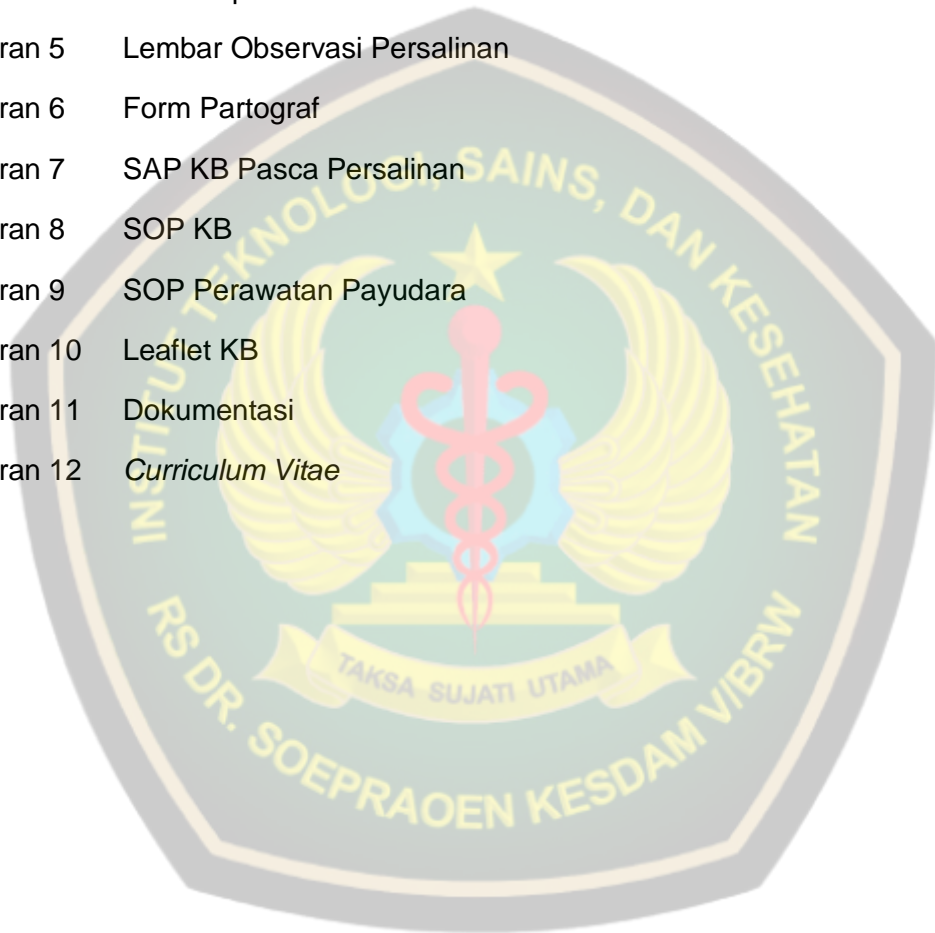 ran 5 Lembar Observasi Persalinan
ran 6 Form Partograf
ran 7 SAP KB Pasca Persalinan
ran 8 SOP KB
ran 9 SOP Perawatan Payudara
ran 10 Leaflet KB
ran 11 Dokumentasi
ran 12 Curriculum Vitae
INSTITUT TEKNOLOGI, SAINS, DAN KESEHATAN
TAKSA SUJATI UTAMA
RS DR. SOEPRAOEN KESDAM V/BRW